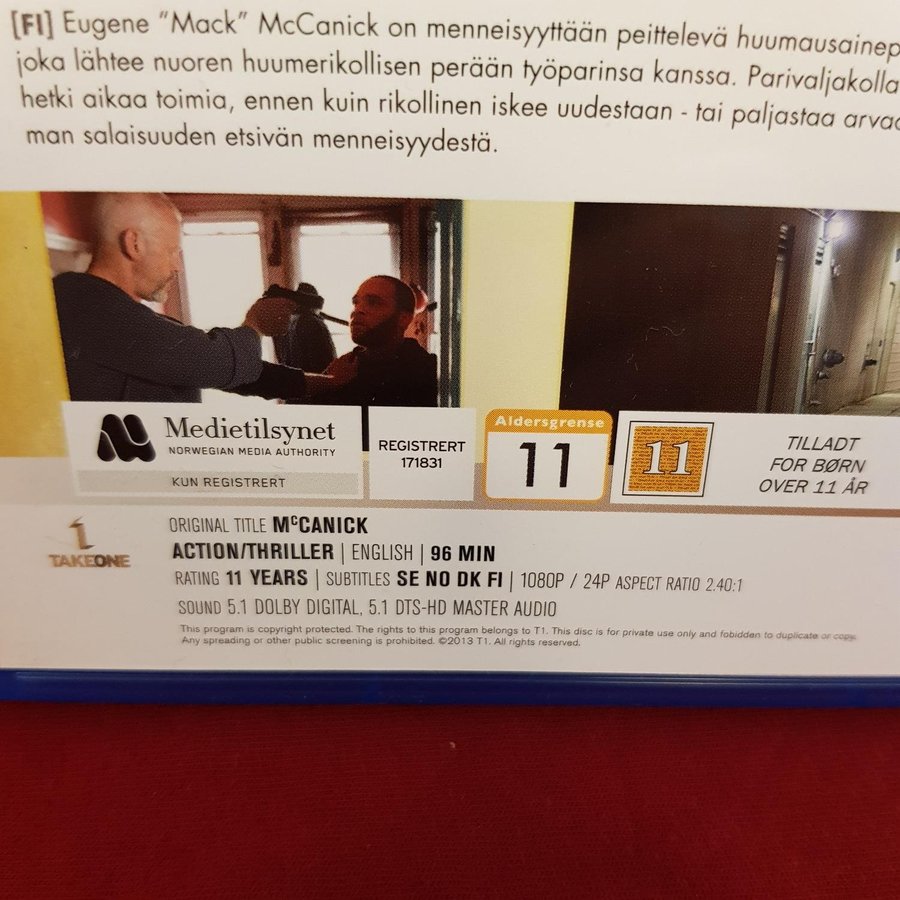 [FI] Eugene “Mack” McCanick on menneisyyttään peittelevä huumausainep
joka lähtee nuoren huumerikollisen perään työparinsa kanssa. Parivaljakolla
hetki aikaa toimia, ennen kuin rikollinen iskee uudestaan - tai paljastaa arvaa
man salaisuuden etsivän menneisyydestä.
Medietilsynet
NORWEGIAN MEDIA AUTHORITY
KUN REGISTRERT
REGISTRERT
171831
Aldersgrense
11
11
TILLADT
FOR BØRN
OVER 11 ÅR
1
TAKEONE
ORIGINAL TITLE McCANICK
ACTION/THRILLER | ENGLISH | 96 MIN
RATING 11 YEARS | SUBTITLES SE NO DK FI | 1080P / 24P ASPECT RATIO 2.40:1
SOUND 5.1 DOLBY DIGITAL, 5.1 DTS-HD MASTER AUDIO
This program is copyright protected. The rights to this program belongs to T1. This disc is for private use only and fobidden to duplicate or copy.
Any spreading or other public screening is prohibited. ©2013 T1. All rights reserved.